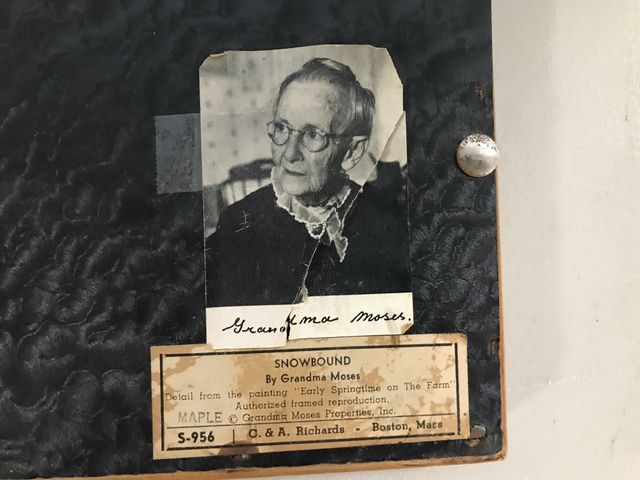 Grandma Moses.
SNOWBOUND
By Grandma Moses
Detail from the painting "Early Springtime on The Farm"
Authorized framed reproduction.
MAPLE © Grandma Moses Properties, Inc.
S-956 | C. & A. Richards - Boston, Mass